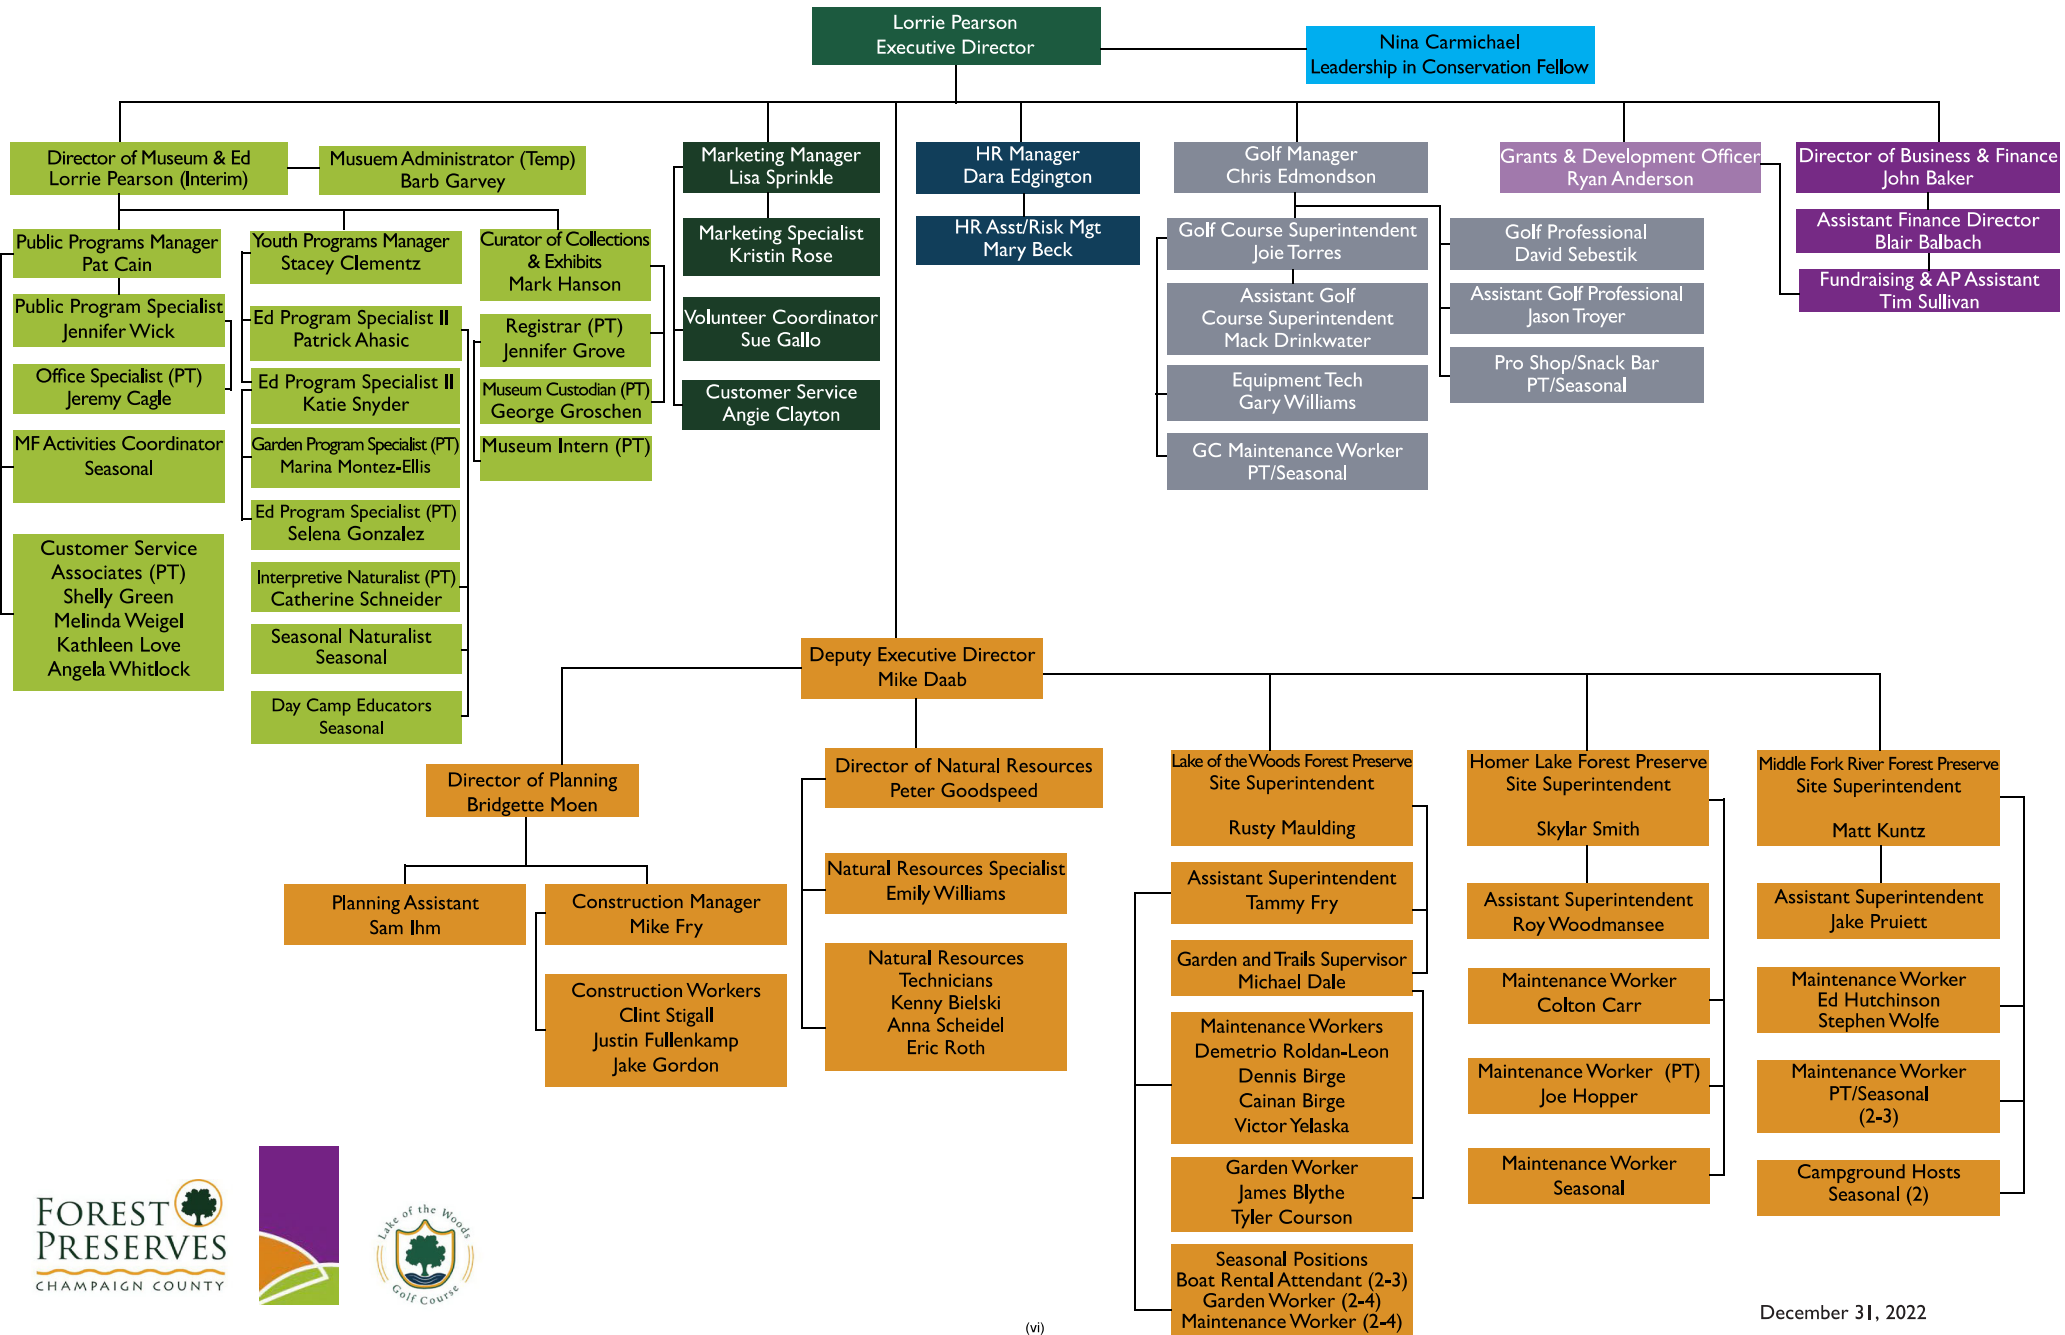 Lorrie Pearson
Executive Director
Nina Carmichael
Leadership in Conservation Fellow
Director of Museum & Ed
Lorrie Pearson (Interim)
Musuem Administrator (Temp)
Barb Garvey
Marketing Manager
Lisa Sprinkle
HR Manager
Dara Edgington
Golf Manager
Chris Edmondson
Grants & Development Officer
Ryan Anderson
Director of Business & Finance
John Baker
Public Programs Manager
Pat Cain
Public Program Specialist
Jennifer Wick
Office Specialist (PT)
Jeremy Cagle
MF Activities Coordinator
Seasonal
Customer Service
Associates (PT)
Shelly Green
Melinda Weigel
Kathleen Love
Angela Whitlock
Youth Programs Manager
Stacey Clementz
Ed Program Specialist II
Patrick Ahasic
Ed Program Specialist II
Katie Snyder
Garden Program Specialist (PT)
Marina Montez-Ellis
Ed Program Specialist (PT)
Selena Gonzalez
Interpretive Naturalist (PT)
Catherine Schneider
Seasonal Naturalist
Seasonal
Day Camp Educators
Seasonal
Curator of Collections
& Exhibits
Mark Hanson
Registrar (PT)
Jennifer Grove
Museum Custodian (PT)
George Groschen
Museum Intern (PT)
Marketing Specialist
Kristin Rose
Volunteer Coordinator
Sue Gallo
Customer Service
Angie Clayton
HR Asst/Risk Mgt
Mary Beck
Golf Course Superintendent
Joie Torres
Assistant Golf
Course Superintendent
Mack Drinkwater
Equipment Tech
Gary Williams
GC Maintenance Worker
PT/Seasonal
Golf Professional
David Sebestik
Assistant Golf Professional
Jason Troyer
Pro Shop/Snack Bar
PT/Seasonal
Assistant Finance Director
Blair Balbach
Fundraising & AP Assistant
Tim Sullivan
Deputy Executive Director
Mike Daab
Director of Planning
Bridgette Moen
Planning Assistant
Sam Ihm
Construction Manager
Mike Fry
Construction Workers
Clint Stigall
Justin Fullenkamp
Jake Gordon
Director of Natural Resources
Peter Goodspeed
Natural Resources Specialist
Emily Williams
Natural Resources
Technicians
Kenny Bielski
Anna Scheidel
Eric Roth
Lake of the Woods Forest Preserve
Site Superintendent
Rusty Maulding
Assistant Superintendent
Tammy Fry
Garden and Trails Supervisor
Michael Dale
Maintenance Workers
Demetrio Roldan-Leon
Dennis Birge
Cainan Birge
Victor Yelaska
Garden Worker
James Blythe
Tyler Courson
Seasonal Positions
Boat Rental Attendant (2-3)
Garden Worker (2-4)
Maintenance Worker (2-4)
Homer Lake Forest Preserve
Site Superintendent
Skylar Smith
Assistant Superintendent
Roy Woodmansee
Maintenance Worker
Colton Carr
Maintenance Worker (PT)
Joe Hopper
Maintenance Worker
Seasonal
Middle Fork River Forest Preserve
Site Superintendent
Matt Kuntz
Assistant Superintendent
Jake Pruiett
Maintenance Worker
Ed Hutchinson
Stephen Wolfe
Maintenance Worker
PT/Seasonal
(2-3)
Campground Hosts
Seasonal (2)
FOREST
PRESERVES
CHAMPAIGN COUNTY
Lake of the Woods
Golf Course
(vi)
December 31, 2022